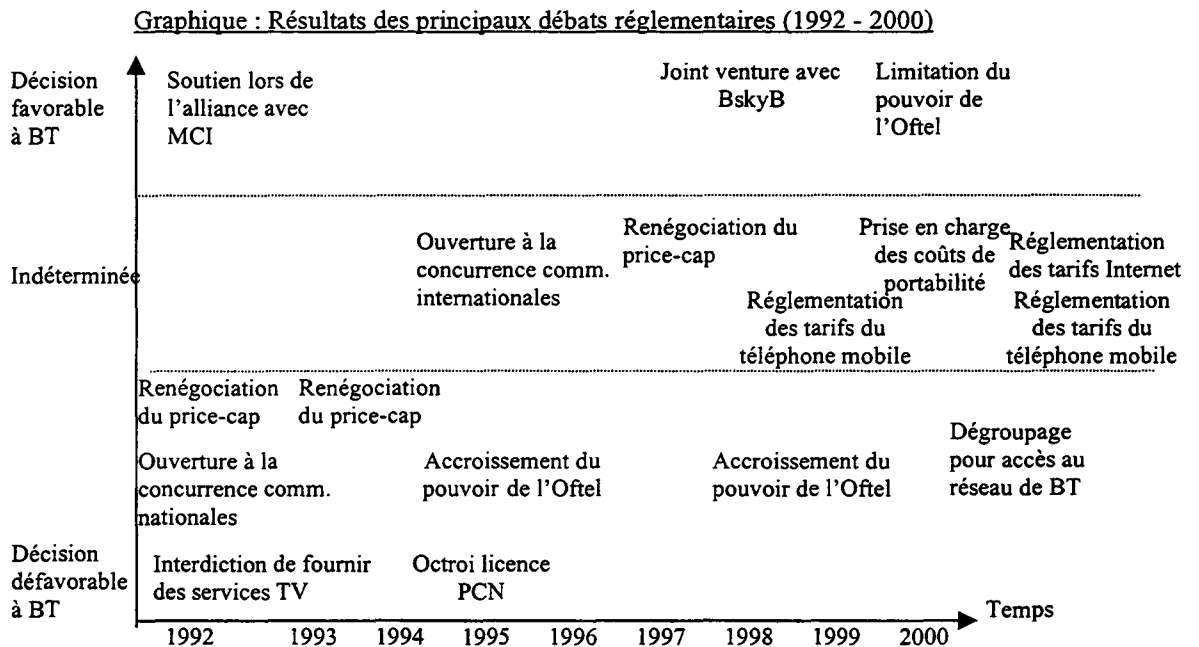 Graphique : Résultats des principaux débats réglementaires (1992 - 2000)
Décision
favorable
à BT
Soutien lors de
l'alliance avec
MCI
Joint venture avec
BskyB
Limitation du
pouvoir de
l'Oftel
Indéterminée
Ouverture à la
concurrence comm.
internationales
Renégociation du
price-cap
Prise en charge
des coûts de
portabilité
Réglementation
des tarifs Internet
Réglementation
des tarifs du
téléphone mobile
Réglementation
des tarifs du
téléphone mobile
Renégociation
du price-cap
Renégociation
du price-cap
Ouverture à la
concurrence comm.
nationales
Accroissement du
pouvoir de l'Oftel
Accroissement du
pouvoir de l'Oftel
Dégroupage
pour accès au
réseau de BT
Décision
défavorable
à BT
Interdiction de fournir
des services TV
Octroi licence
PCN
Temps
1992 1993 1994 1995 1996 1997 1998 1999 2000